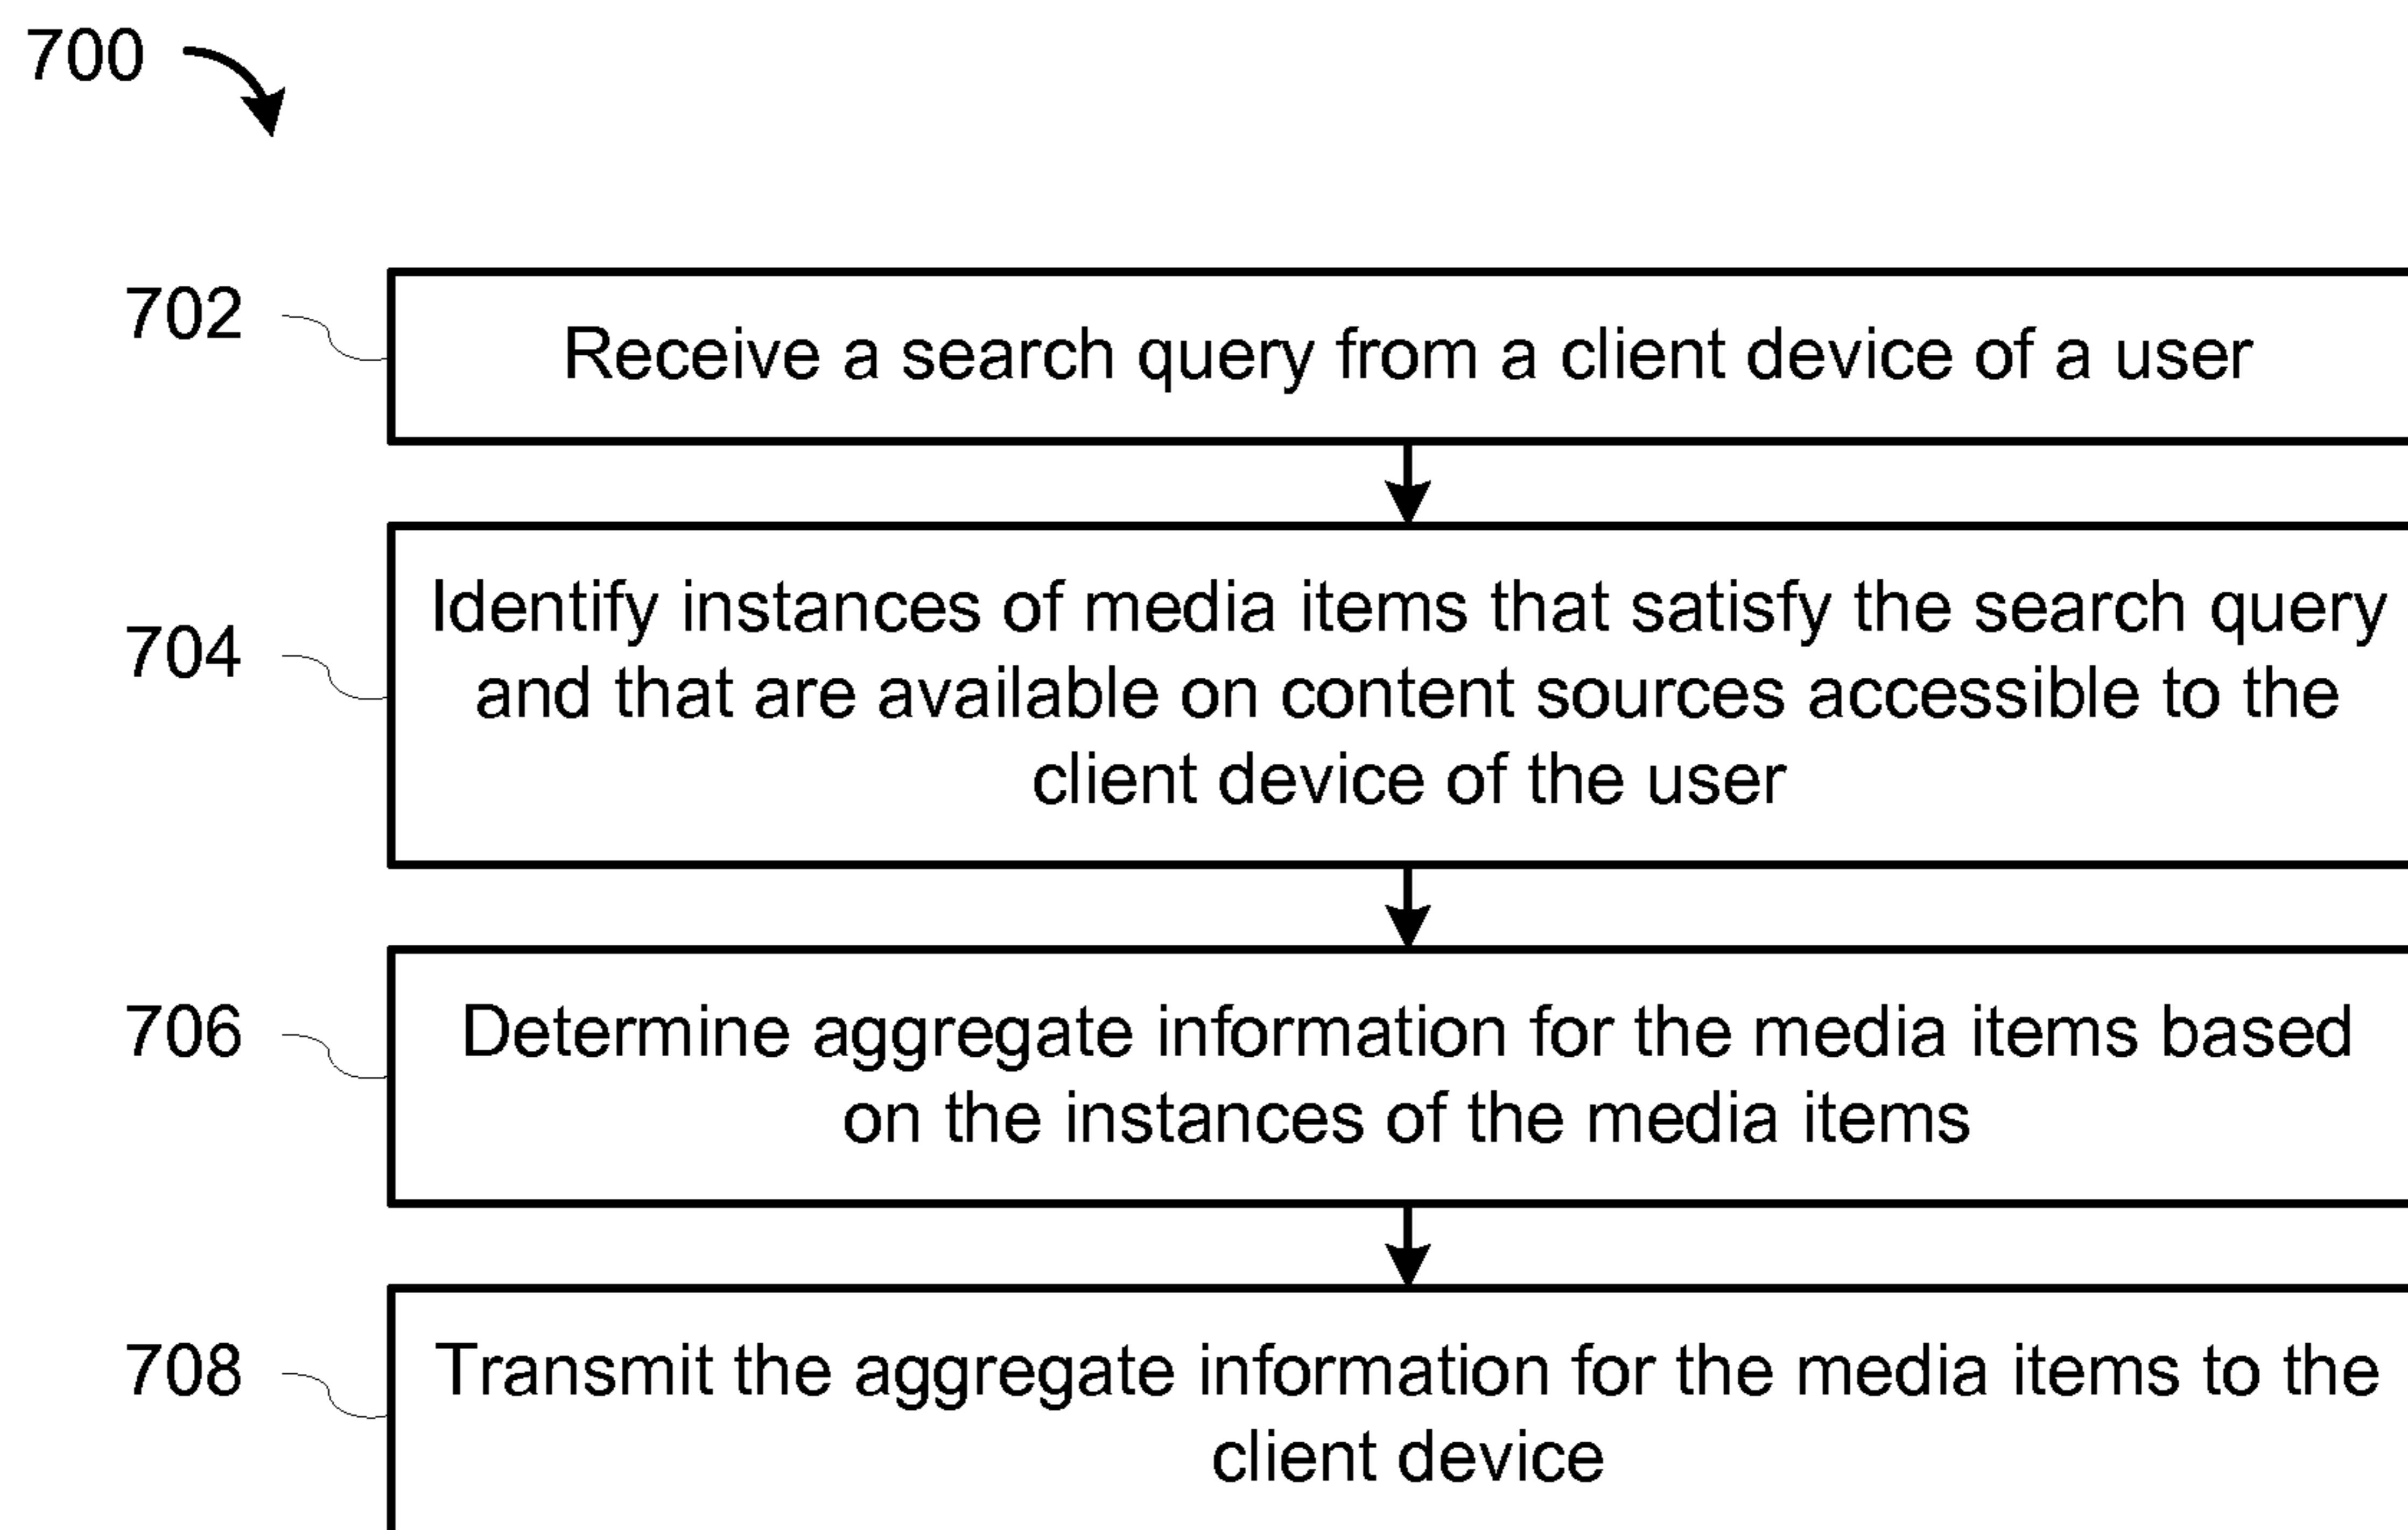 700
702
Receive a search query from a client device of a user
704
Identify instances of media items that satisfy the search query
and that are available on content sources accessible to the
client device of the user
706
Determine aggregate information for the media items based
on the instances of the media items
708
Transmit the aggregate information for the media items to the
client device